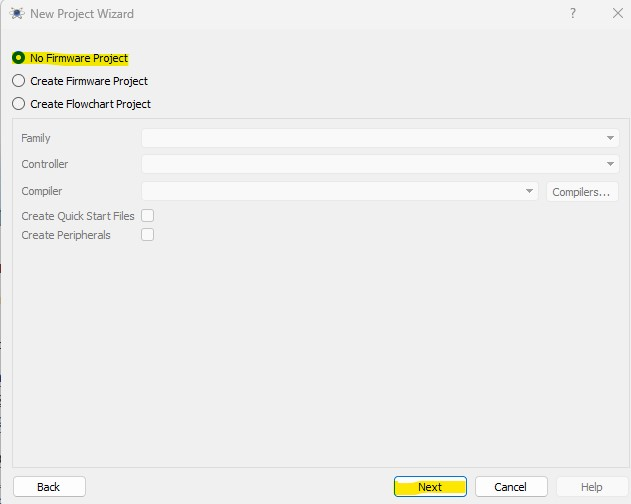 New Project Wizard
?
No Firmware Project
Create Firmware Project
Create Flowchart Project
Family
Controller
Compiler
Compilers...
Create Quick Start Files
Create Peripherals
Back
Next
Cancel
Help